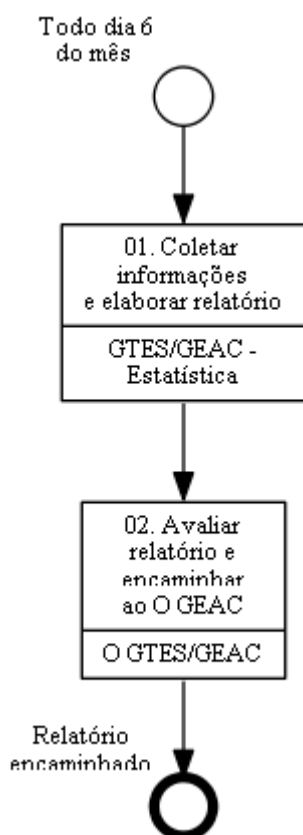 Todo dia 6
do mês
01. Coletar
informações
e elaborar relatório
GTES/GEAC -
Estatística
02. Avaliar
relatório e
encaminhar
ao O GEAC
O GTES/GEAC
Relatório
encaminhado